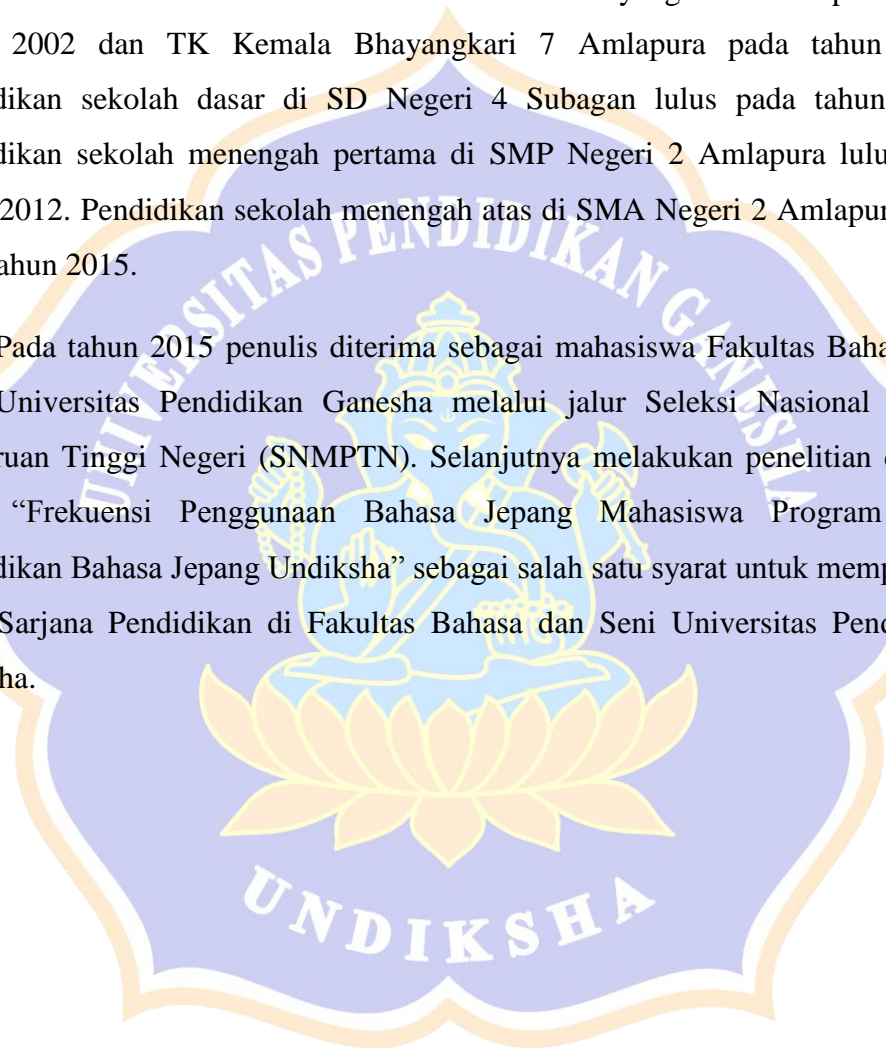 2002 dan TK Kemala Bhayangkari 7 Amlapura pada tahun
dikan sekolah dasar di SD Negeri 4 Subagan lulus pada tahun
dikan sekolah menengah pertama di SMP Negeri 2 Amlapura lulu
2012. Pendidikan sekolah menengah atas di SMA Negeri 2 Amlapur
ahun 2015.
Pada tahun 2015 penulis diterima sebagai mahasiswa Fakultas Baha
Universitas Pendidikan Ganesha melalui jalur Seleksi Nasional
ruan Tinggi Negeri (SNMPTN). Selanjutnya melakukan penelitian
“Frekuensi Penggunaan Bahasa Jepang Mahasiswa Program
dikan Bahasa Jepang Undiksha” sebagai salah satu syarat untuk memp
Sarjana Pendidikan di Fakultas Bahasa dan Seni Universitas Pend
ha.
UNIVERSITAS PENDIDIKAN GANESHA
UNDIKSHA